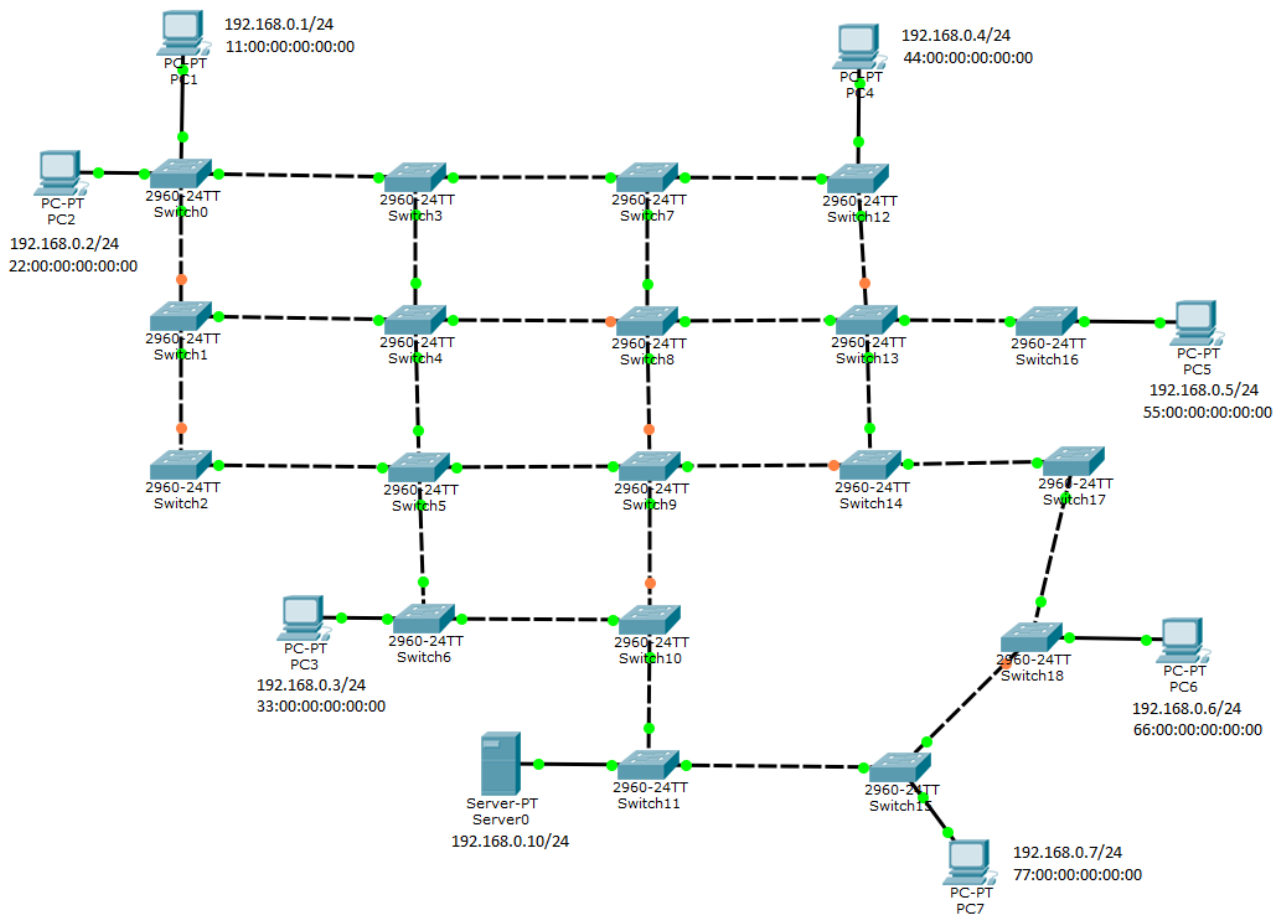 192.168.0.1/24
11:00:00:00:00:00
PC-PT
PC1
192.168.0.4/24
44:00:00:00:00:00
PC-PT
PC4
PC-PT
PC2
192.168.0.2/24
22:00:00:00:00:00
2960-24TT
Switch0
2960-24TT
Switch3
2960-24TT
Switch7
2960-24TT
Switch12
2960-24TT
Switch1
2960-24TT
Switch4
2960-24TT
Switch8
2960-24TT
Switch13
2960-24TT
Switch16
PC-PT
PC5
192.168.0.5/24
55:00:00:00:00:00
2960-24TT
Switch2
2960-24TT
Switch5
2960-24TT
Switch9
2960-24TT
Switch14
2960-24TT
Switch17
PC-PT
PC3
192.168.0.3/24
33:00:00:00:00:00
2960-24TT
Switch6
2960-24TT
Switch10
2960-24TT
Switch18
PC-PT
PC6
192.168.0.6/24
66:00:00:00:00:00
Server-PT
Server0
192.168.0.10/24
2960-24TT
Switch11
2960-24TT
Switch15
192.168.0.7/24
77:00:00:00:00:00
PC-PT
PC7